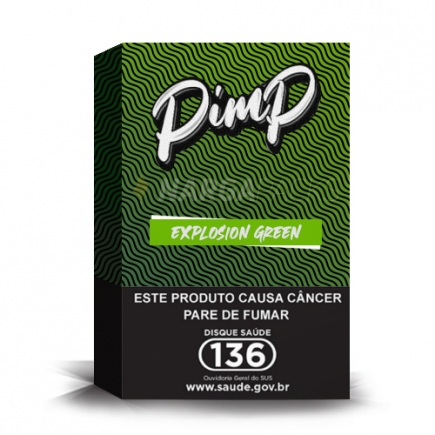 Pimp
EXPLOSION GREEN
ESTE PRODUTO CAUSA CÂNCER
PARE DE FUMAR
DISQUE SAÚDE
136
Ouvidoria Geral do SUS
www.saude.gov.br